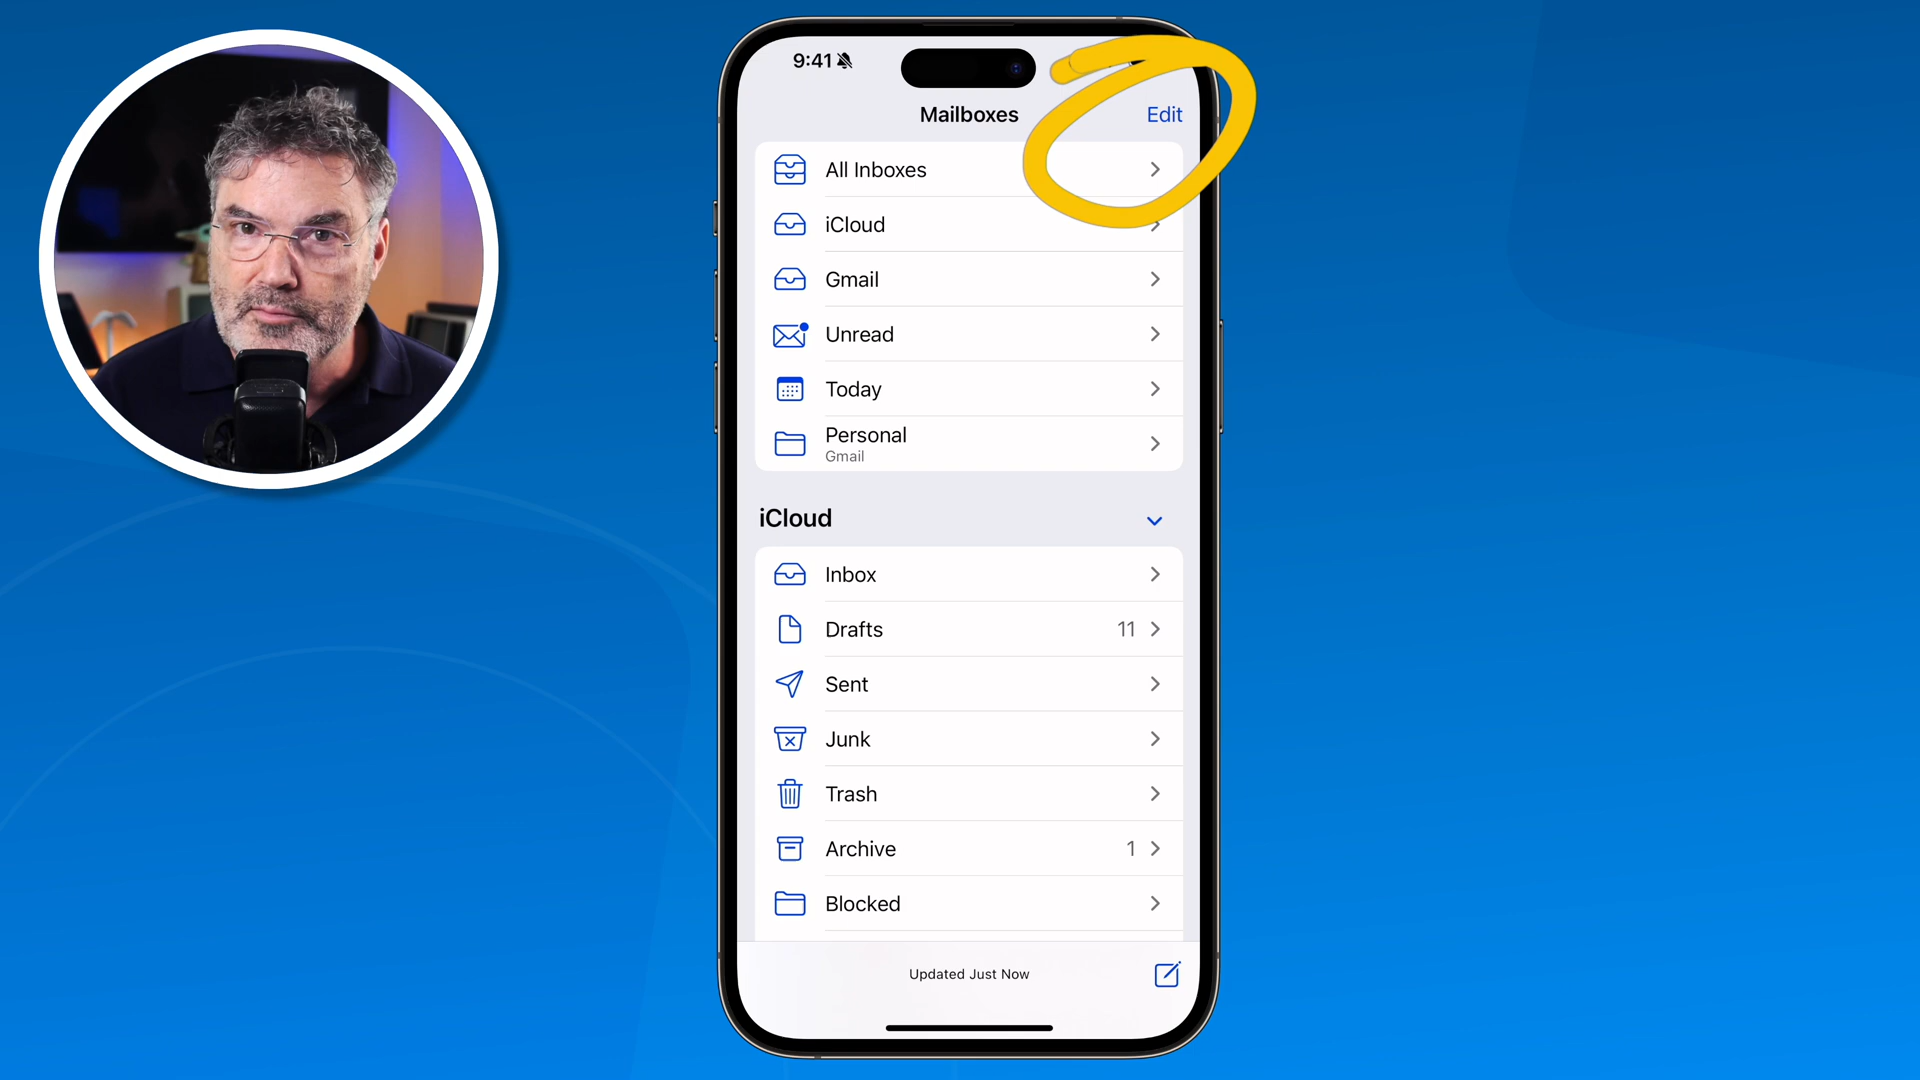 9:41
Mailboxes
Edit
All Inboxes
iCloud
Gmail
Unread
Today
Personal
Gmail
iCloud
Inbox
Drafts
11
Sent
Junk
Trash
Archive
1
Blocked
Updated Just Now